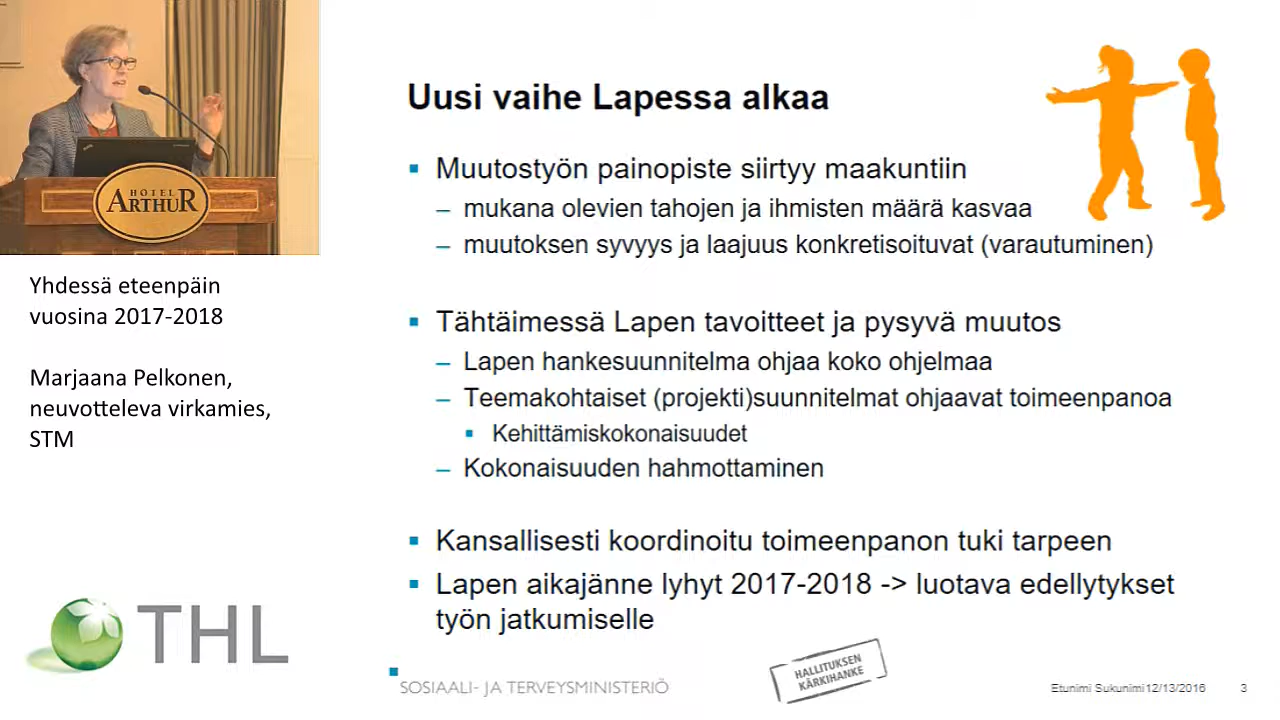 HOTEL
ARTHUR
Yhdessä eteenpäin
vuosina 2017-2018
Marjaana Pelkonen,
neuvotteleva virkamies,
STM
THL
Uusi vaihe Lapessa alkaa
▪ Muutostyön painopiste siirtyy maakuntiin
– mukana olevien tahojen ja ihmisten määrä kasvaa
– muutoksen syvyys ja laajuus konkretisoituvat (varautuminen)
▪ Tähtäimessä Lapen tavoitteet ja pysyvä muutos
– Lapen hankesuunnitelma ohjaa koko ohjelmaa
– Teemakohtaiset (projekti)suunnitelmat ohjaavat toimeenpanoa
▪ Kehittämiskokonaisuudet
– Kokonaisuuden hahmottaminen
▪ Kansallisesti koordinoitu toimeenpanon tuki tarpeen
▪ Lapen aikajänne lyhyt 2017-2018 -> luotava edellytykset
työn jatkumiselle
SOSIAALI- JA TERVEYSMINISTERIÖ
HALLITUKSEN
KÄRKIHANKE
Etunimi Sukunimi12/13/2016 3